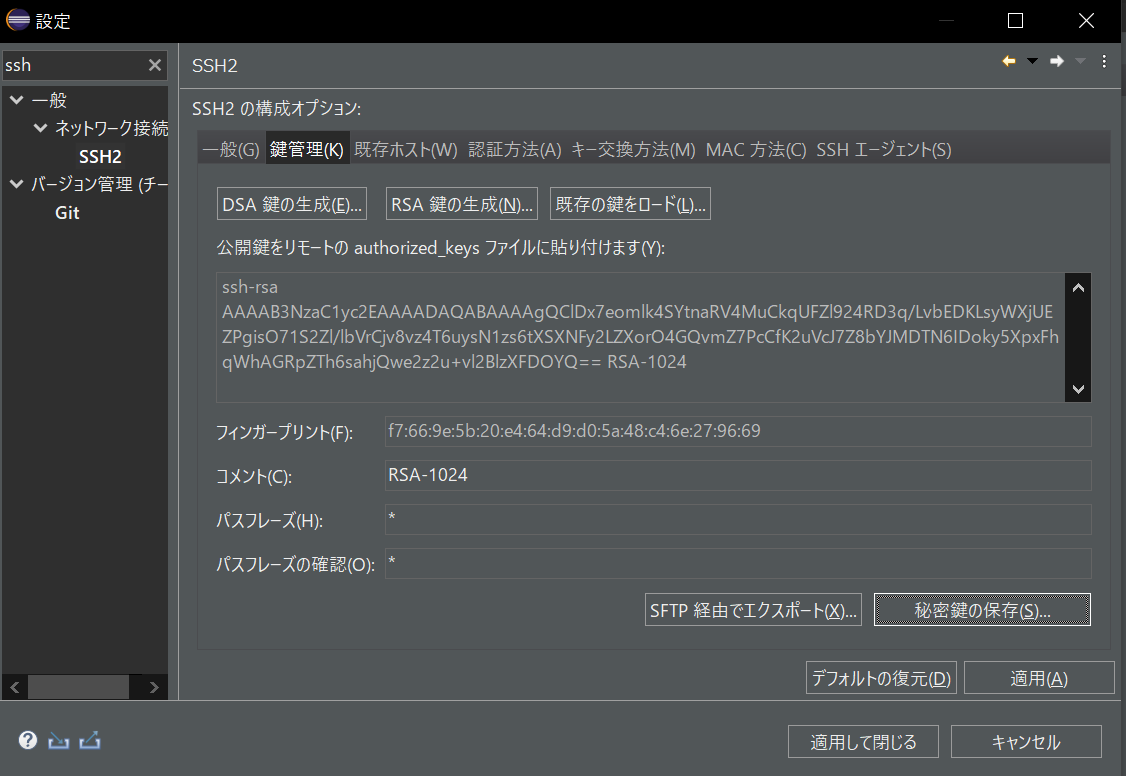 設定
ssh
一般
ネットワーク接続
SSH2
バージョン管理 (チー
Git
SSH2
SSH2 の構成オプション:
一般(G) 鍵管理(K) 既存ホスト(W) 認証方法(A) キー交換方法(M) MAC 方法(C) SSH エージェント(S)
DSA 鍵の生成(E)... RSA 鍵の生成(N)... 既存の鍵をロード(L)...
公開鍵をリモートの authorized_keys ファイルに貼り付けます(Y):
ssh-rsa
AAAAB3NzaC1yc2EAAAADAQABAAAAgQClDx7eomlk4SYtnaRV4MuCkqUFZl924RD3q/LvbEDKLsyWXjUE
ZPgisO71S2Zl/lbVrCjv8vz4T6uysN1zs6tXSXNFy2LZXorO4GQvmZ7PcCfK2uVcJ7Z8bYJMDTN6IDoky5XpxFh
qWhAGRpZTh6sahjQwe2z2u+vl2BlzXFDOYQ== RSA-1024
フィンガープリント(F): f7:66:9e:5b:20:e4:64:d9:d0:5a:48:c4:6e:27:96:69
コメント(C): RSA-1024
パスフレーズ(H): *
パスフレーズの確認(O): *
SFTP 経由でエクスポート(X)... 秘密鍵の保存(S)...
デフォルトの復元(D) 適用(A)
適用して閉じる キャンセル